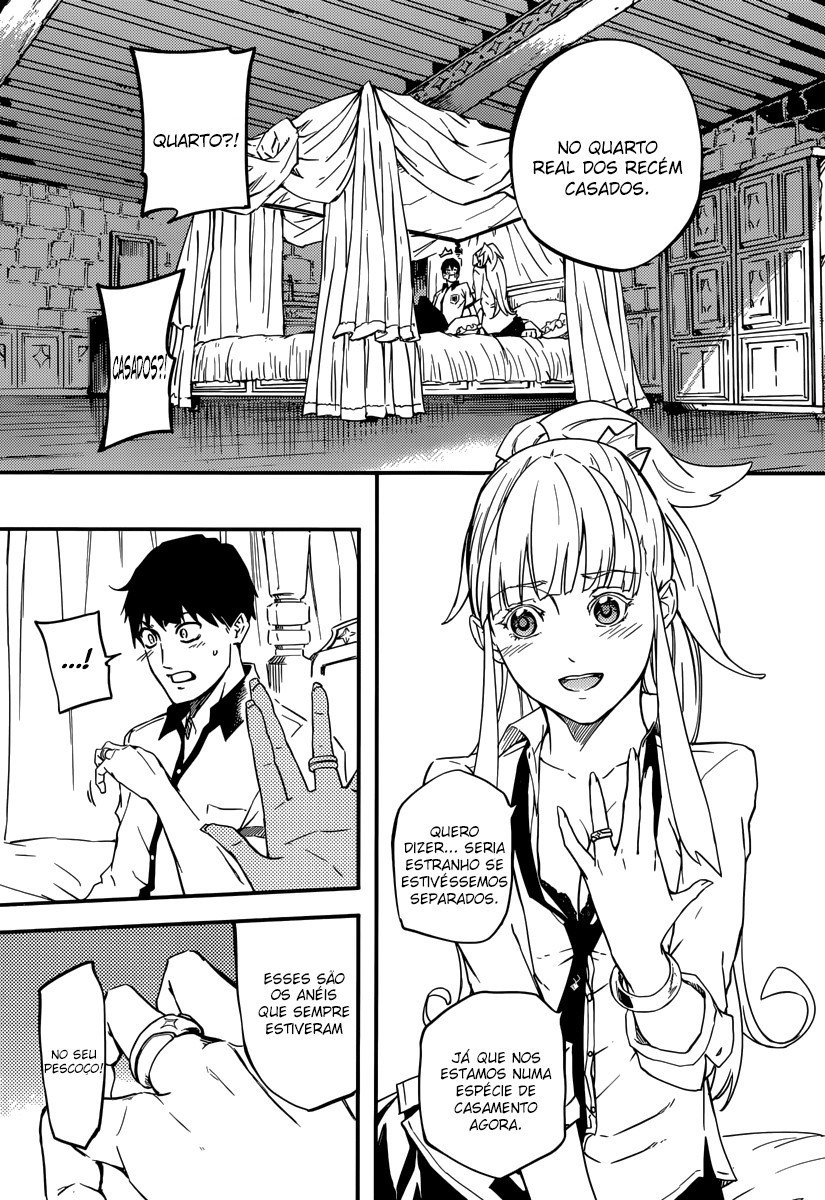 NO QUARTO
REAL DOS RECÉM
CASADOS.
QUARTO?!
CASADOS?!
QUERO
DIZER... SERIA
ESTRANHO SE
ESTIVÉSSEMOS
SEPARADOS.
JÁ QUE NOS
ESTAMOS NUMA
ESPÉCIE DE
CASAMENTO
AGORA.
....!
ESSES SÃO
OS ANÉIS
QUE SEMPRE
ESTIVERAM
NO SEU
PESCOÇO!